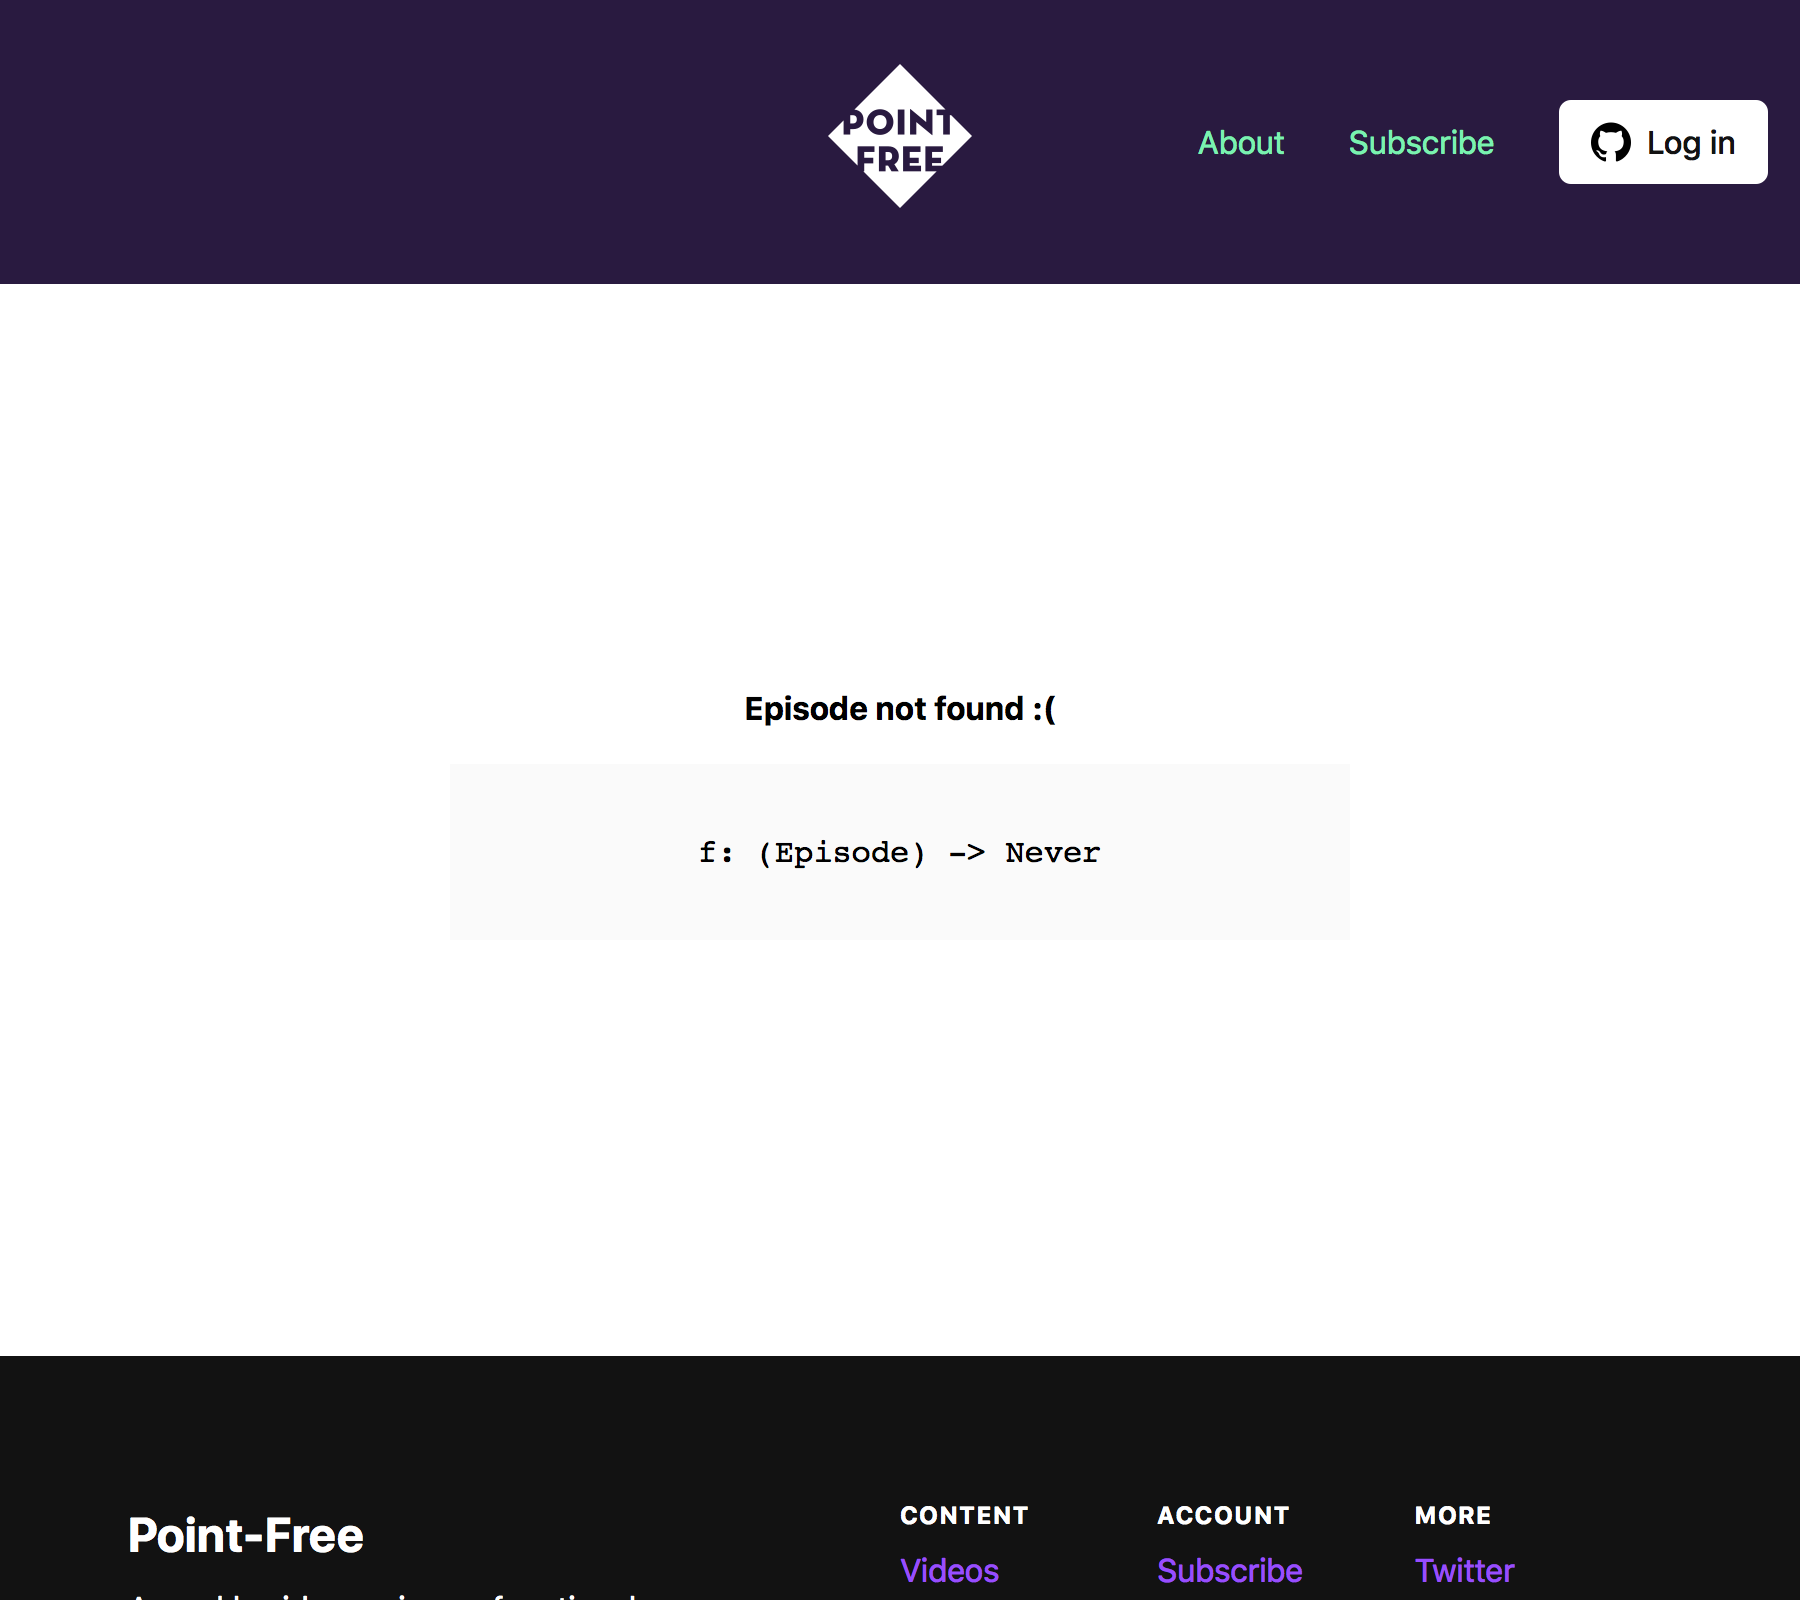 POINT
FREE
About
Subscribe
Log in
Episode not found :(
f: (Episode) -> Never
Point-Free
CONTENT
ACCOUNT
MORE
Videos
Subscribe
Twitter